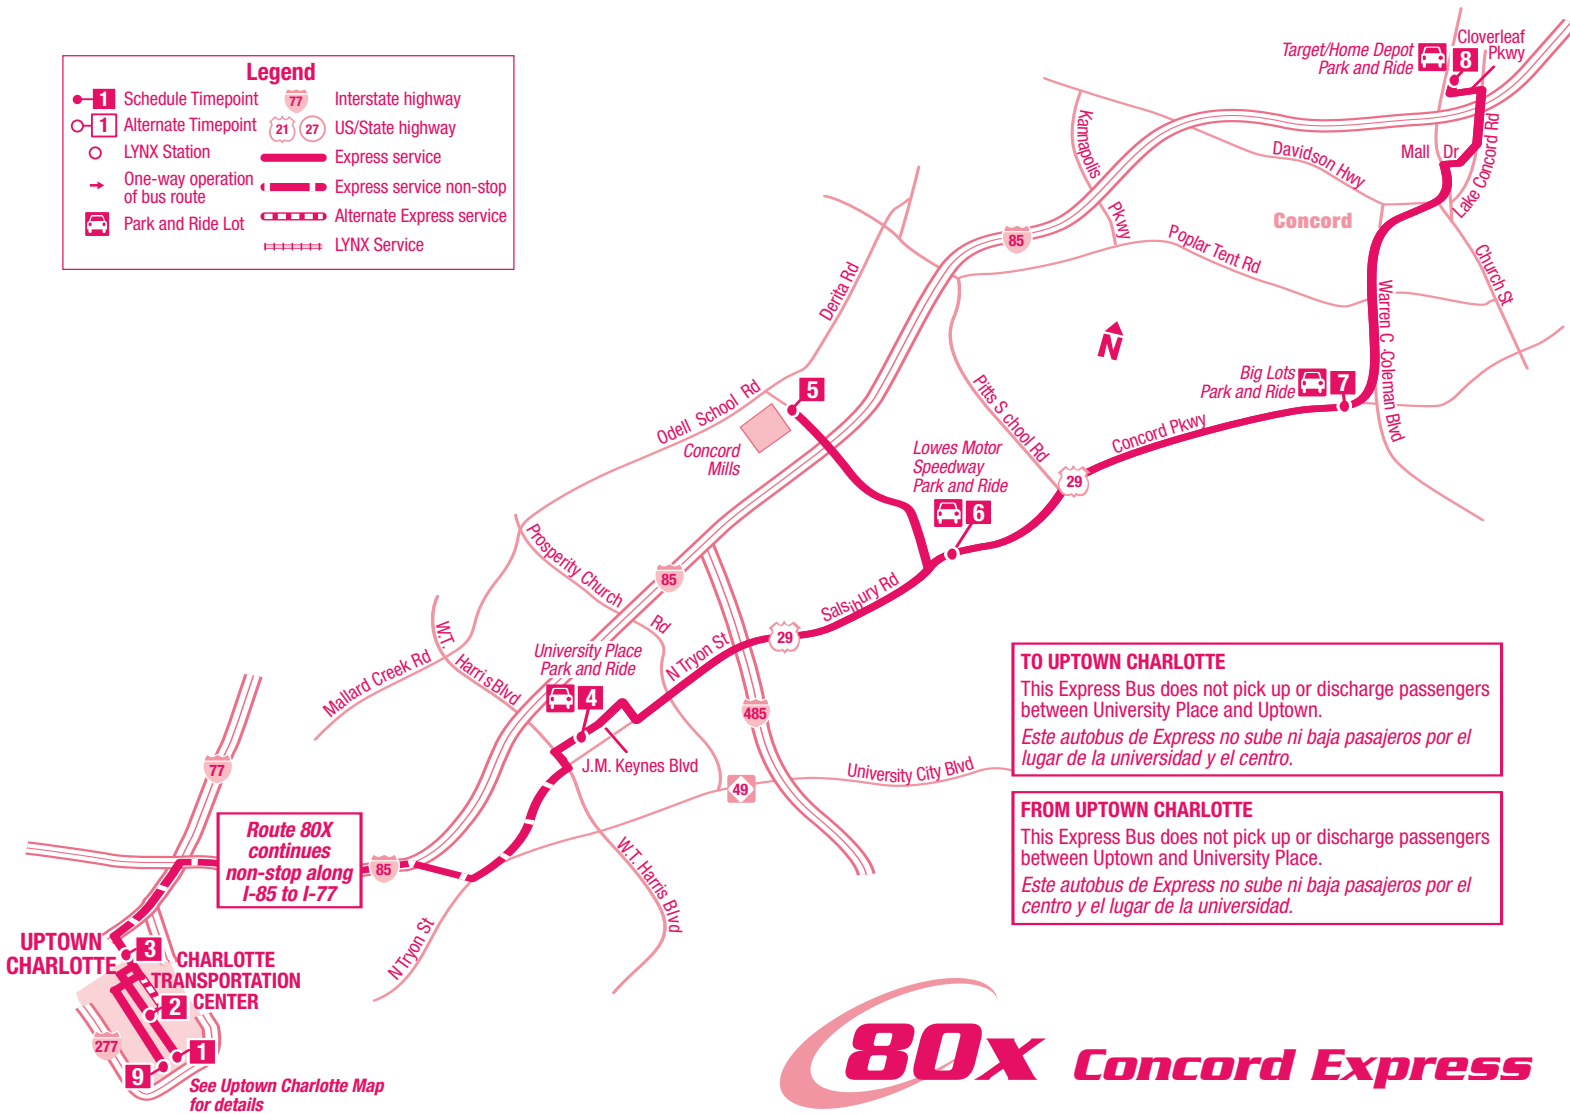 Legend
1 Schedule Timepoint
1 Alternate Timepoint
LYNX Station
One-way operation
of bus route
Park and Ride Lot
77 Interstate highway
21 27 US/State highway
Express service
Express service non-stop
Alternate Express service
LYNX Service
Target/Home Depot
Park and Ride
8
Cloverleaf
Pkwy
Kannapolis
Pkwy
Davidson Hwy
Mall Dr
Lake Concord Rd
Concord
85
Poplar Tent Rd
Church St
Derita Rd
Warren C. Coleman Blvd
N
Big Lots
Park and Ride
7
5
Odell School Rd
Concord
Mills
Pitts School Rd
Concord Pkwy
29
Lowes Motor
Speedway
Park and Ride
6
Prosperity Church
Rd
85
Salsibury Rd
29
N Tryon St
W.T.
Harris Blvd
Mallard Creek Rd
University Place
Park and Ride
4
485
J.M. Keynes Blvd
University City Blvd
49
77
W.T. Harris Blvd
Route 80X
continues
non-stop along
I-85 to I-77
85
N Tryon St
TO UPTOWN CHARLOTTE
This Express Bus does not pick up or discharge passengers
between University Place and Uptown.
Este autobus de Express no sube ni baja pasajeros por el
lugar de la universidad y el centro.
FROM UPTOWN CHARLOTTE
This Express Bus does not pick up or discharge passengers
between Uptown and University Place.
Este autobus de Express no sube ni baja pasajeros por el
centro y el lugar de la universidad.
UPTOWN
CHARLOTTE
3
CHARLOTTE
TRANSPORTATION
CENTER
2
277
1
9
See Uptown Charlotte Map
for details
80x Concord Express